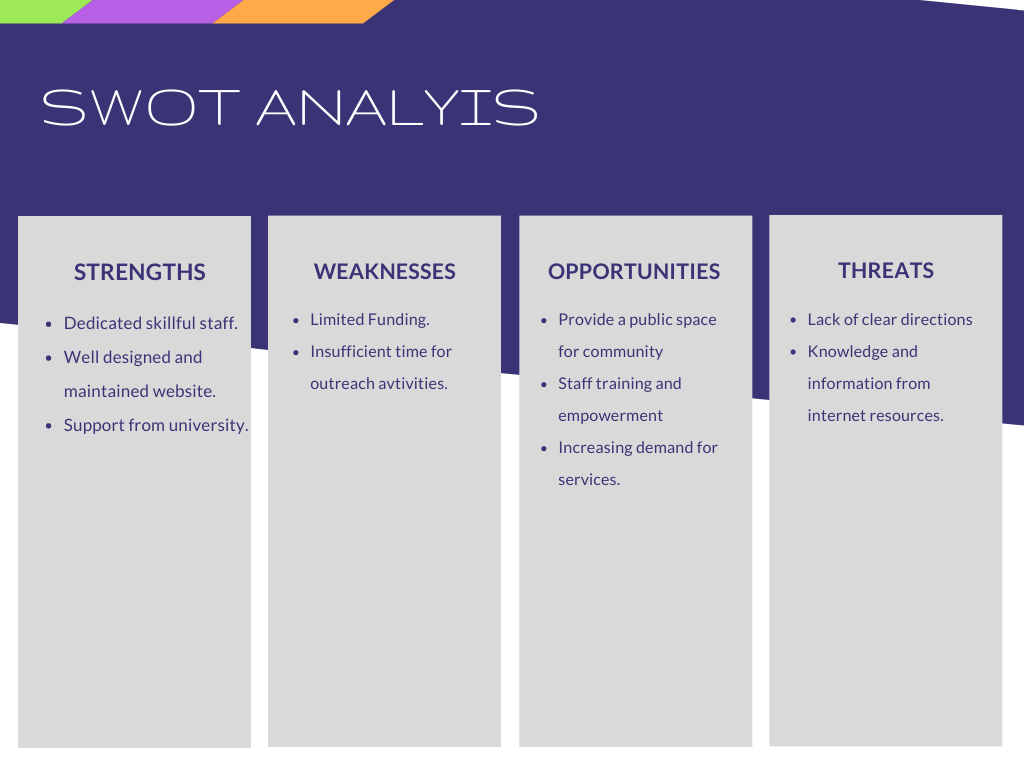 SWOT ANALYIS
STRENGTHS
• Dedicated skillful staff.
• Well designed and
maintained website.
• Support from university.
WEAKNESSES
• Limited Funding.
• Insufficient time for
outreach avtivities.
OPPORTUNITIES
• Provide a public space
for community
• Staff training and
empowerment
• Increasing demand for
services.
THREATS
• Lack of clear directions
• Knowledge and
information from
internet resources.